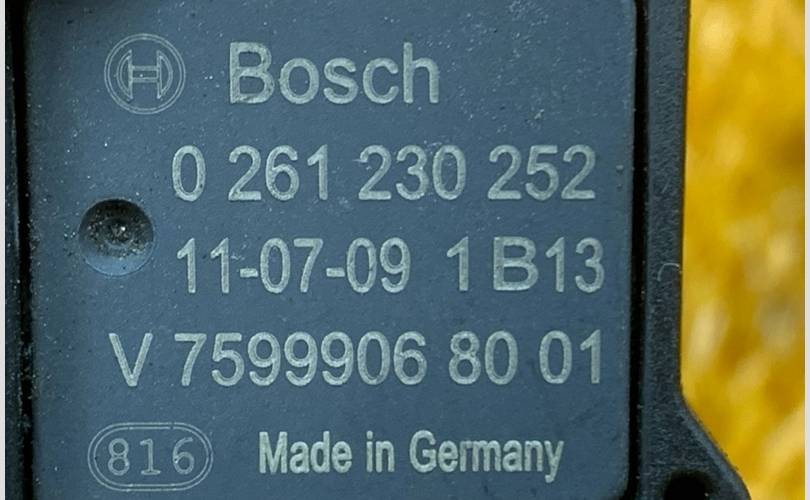 Bosch
0 261 230 252
11-07-09 1B13
V 7599906 80 01
816 Made in Germany